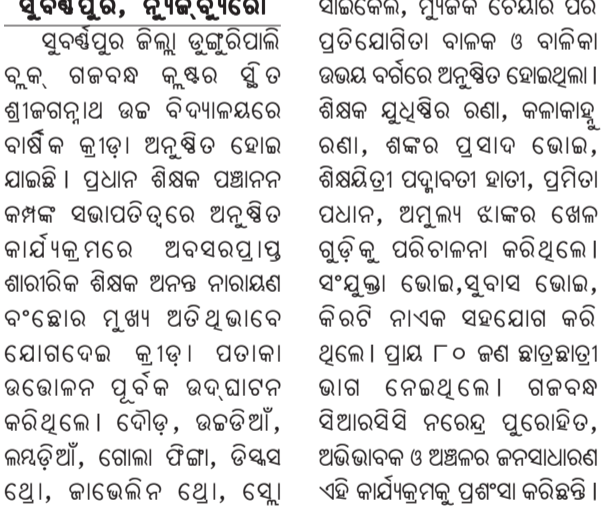 ସୁବର୍ଣ୍ଣପୁର, ନ୍ୟୁଜ୍‌ବ୍ୟୁରୋ
ସୁବର୍ଣ୍ଣପୁର ଜିଲ୍ଲା ଡୁଙ୍ଗୁରିପାଲି
ବ୍ଲକ୍ ଗଜବନ୍ଧ କ୍ଲଷ୍ଟର ସ୍ଥିତ
ଶ୍ରୀଜଗନ୍ନାଥ ଉଚ୍ଚ ବିଦ୍ୟାଳୟରେ
ବାର୍ଷିକ କ୍ରୀଡ଼ା ଅନୁଷ୍ଠିତ ହୋଇ
ଯାଇଛି। ପ୍ରଧାନ ଶିକ୍ଷକ ପଞ୍ଚାନନ
କମ୍ପଙ୍କ ସଭାପତିତ୍ୱରେ ଅନୁଷ୍ଠିତ
କାର୍ଯ୍ୟକ୍ରମରେ ଅବସରପ୍ରାପ୍ତ
ଶାରୀରିକ ଶିକ୍ଷକ ଅନନ୍ତ ନାରାୟଣ
ବଂଛୋର ମୁଖ୍ୟ ଅତିଥିଭାବେ
ଯୋଗଦେଇ କ୍ରୀଡ଼ା ପତାକା
ଉତ୍ତୋଳନ ପୂର୍ବକ ଉଦ୍‌ଘାଟନ
କରିଥିଲେ। ଦୌଡ଼, ଉଚ୍ଚଡିଆଁ,
ଲମ୍ବଡ଼ିଆଁ, ଗୋଲା ଫିଙ୍ଗା, ଡିସ୍କସ
ଥ୍ରୋ, ଜାଭେଲିନ ଥ୍ରୋ, ସ୍ଲୋ
ସାଇକେଲ, ମ୍ୟୁଜିକ ଚେୟାର ପରି
ପ୍ରତିଯୋଗିତା ବାଳକ ଓ ବାଳିକା
ଉଭୟ ବର୍ଗରେ ଅନୁଷ୍ଠିତ ହୋଇଥିଲା।
ଶିକ୍ଷକ ଯୁଧିଷ୍ଠିର ରଣା, କଳାକାହ୍ନୁ
ରଣା, ଶଙ୍କର ପ୍ରସାଦ ଭୋଇ,
ଶିକ୍ଷୟିତ୍ରୀ ପଦ୍ମାବତୀ ହାତୀ, ପ୍ରମିତା
ପଧାନ, ଅମୁଲ୍ୟ ଝାଙ୍କର ଖେଳ
ଗୁଡ଼ିକୁ ପରିଚାଳନା କରିଥିଲେ।
ସଂଯୁକ୍ତା ଭୋଇ,ସୁବାସ ଭୋଇ,
କିରଟି ନାଏକ ସହଯୋଗ କରି
ଥିଲେ। ପ୍ରାୟ ୮୦ ଜଣ ଛାତ୍ରଛାତ୍ରୀ
ଭାଗ ନେଇଥିଲେ। ଗଜବନ୍ଧ
ସିଆରସିସି ନରେନ୍ଦ୍ର ପୁରୋହିତ,
ଅଭିଭାବକ ଓ ଅଞ୍ଚଳର ଜନସାଧାରଣ
ଏହି କାର୍ଯ୍ୟକ୍ରମକୁ ପ୍ରଶଂସା କରିଛନ୍ତି।